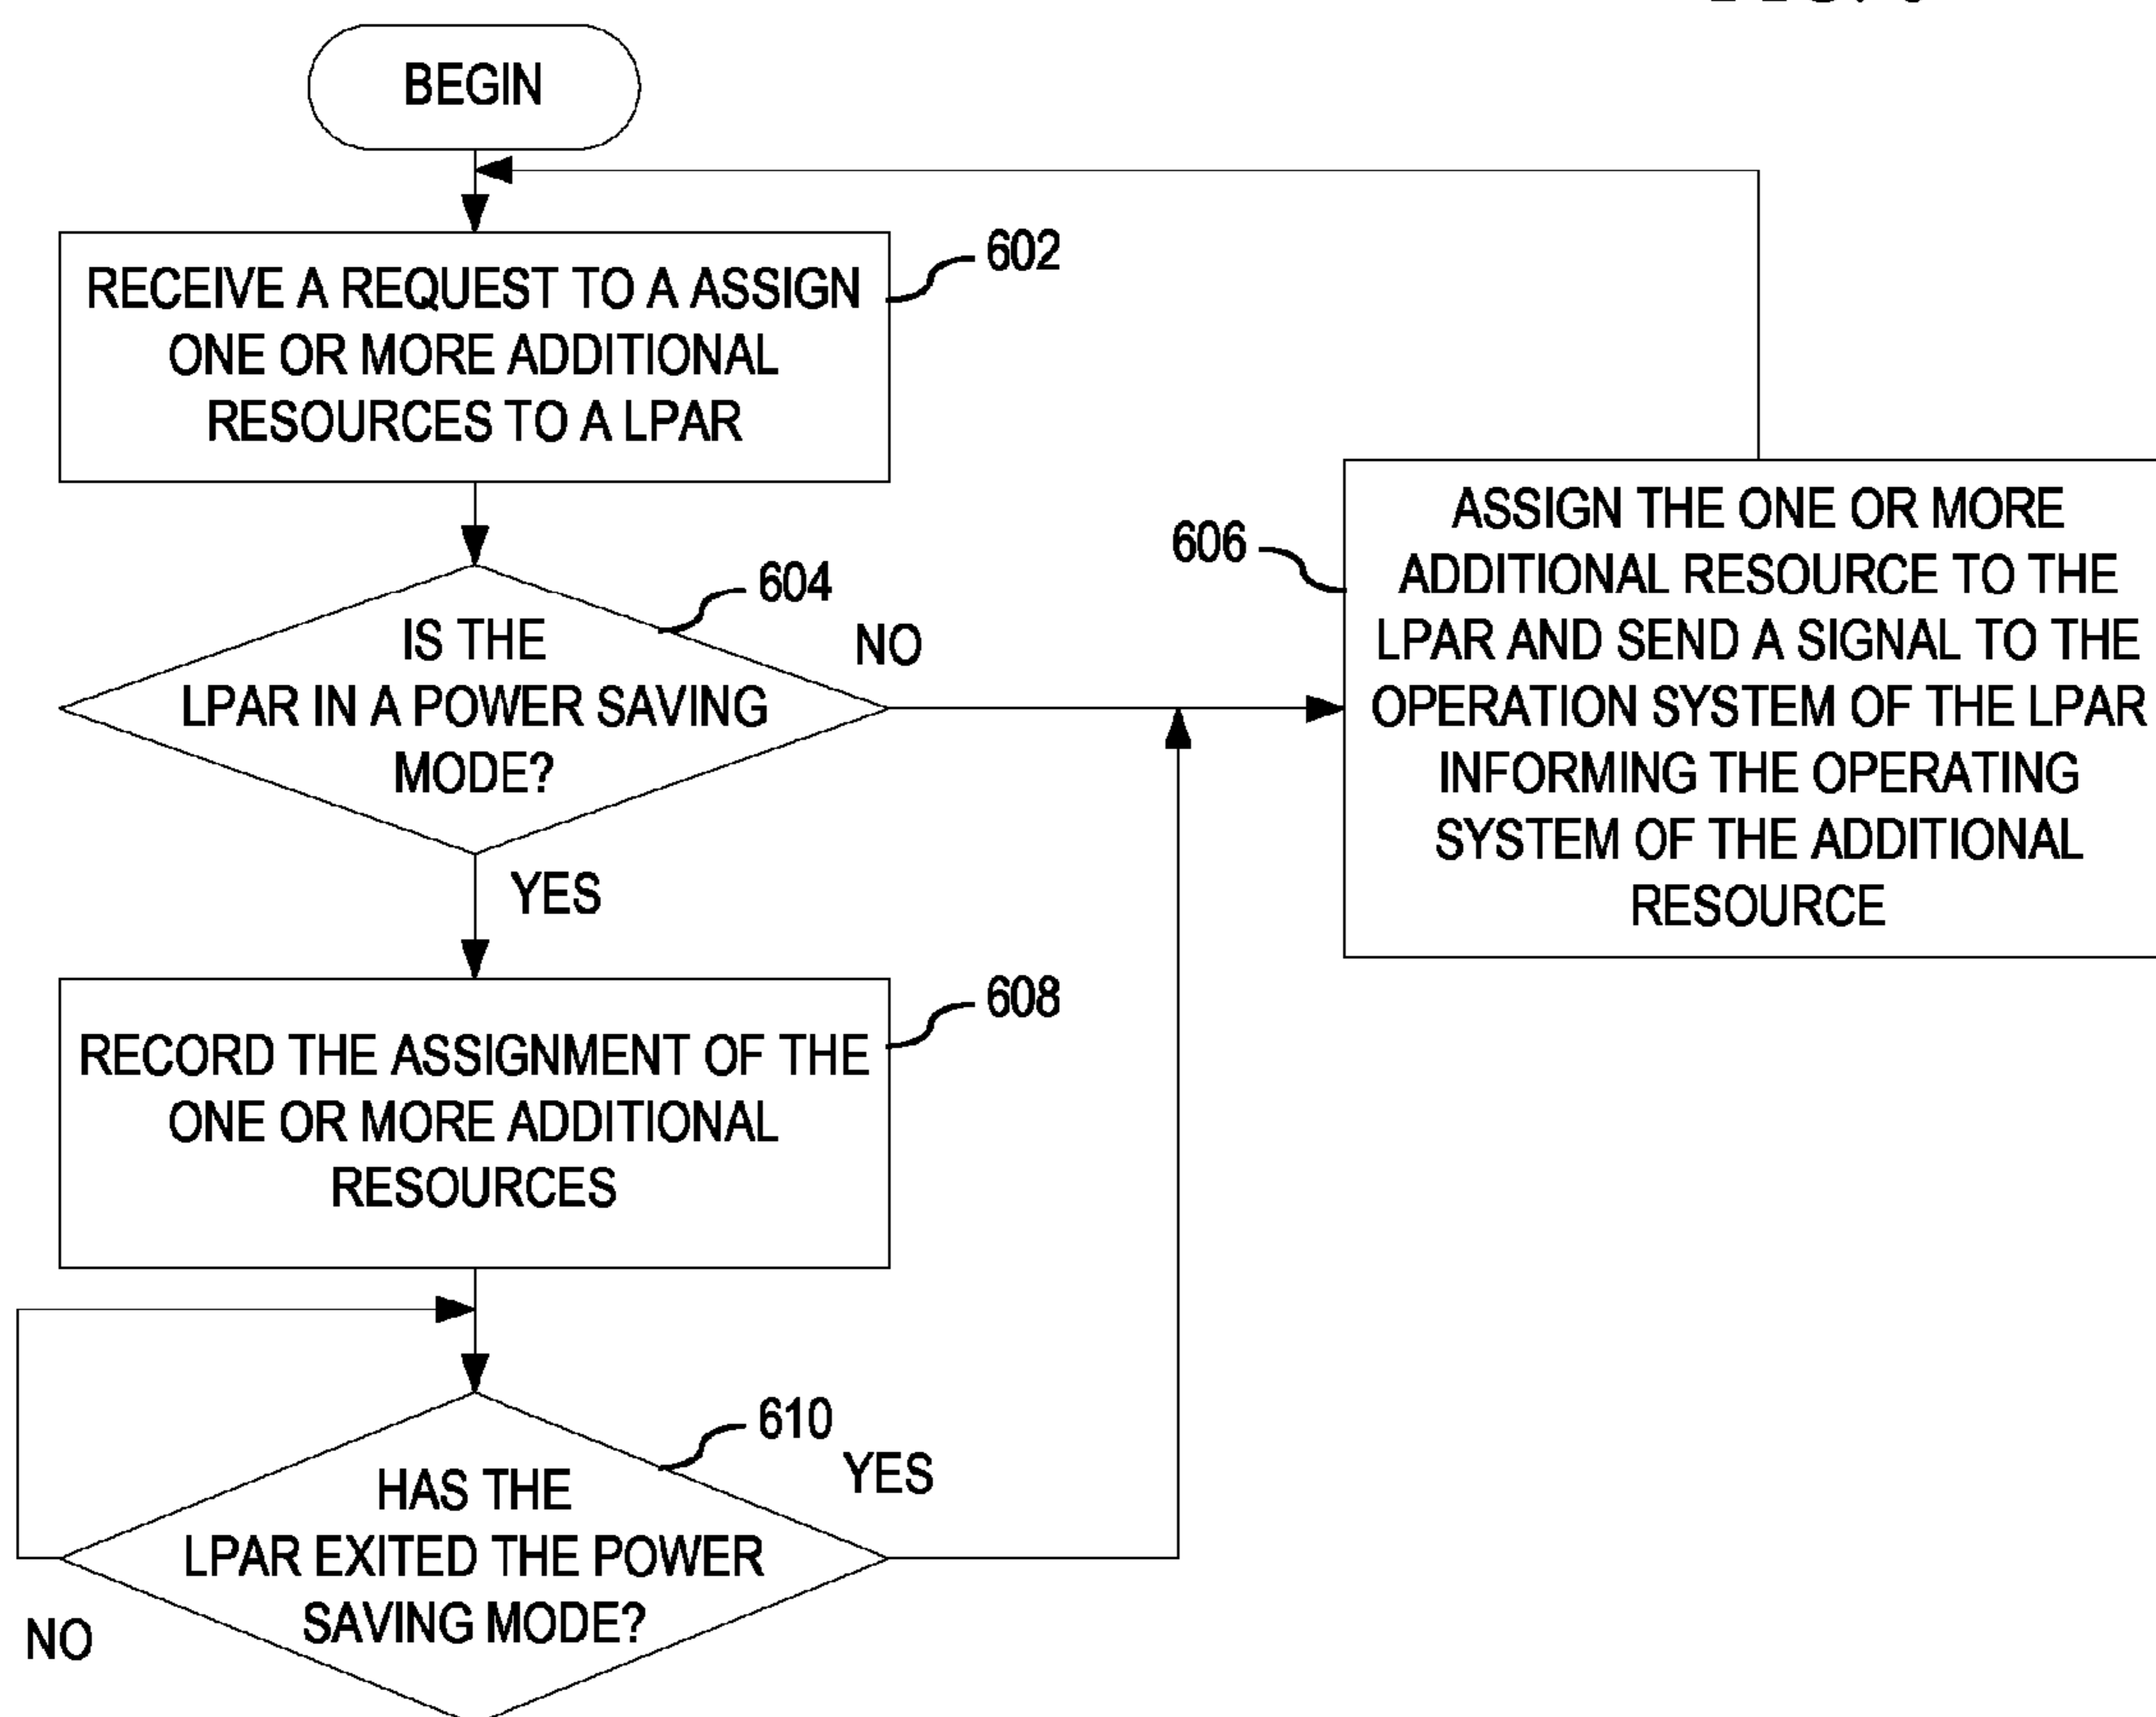 BEGIN
602
RECEIVE A REQUEST TO A ASSIGN
ONE OR MORE ADDITIONAL
RESOURCES TO A LPAR
604
IS THE
LPAR IN A POWER SAVING
MODE?
NO
YES
606
ASSIGN THE ONE OR MORE
ADDITIONAL RESOURCE TO THE
LPAR AND SEND A SIGNAL TO THE
OPERATION SYSTEM OF THE LPAR
INFORMING THE OPERATING
SYSTEM OF THE ADDITIONAL
RESOURCE
608
RECORD THE ASSIGNMENT OF THE
ONE OR MORE ADDITIONAL
RESOURCES
610
YES
HAS THE
LPAR EXITED THE POWER
SAVING MODE?
NO